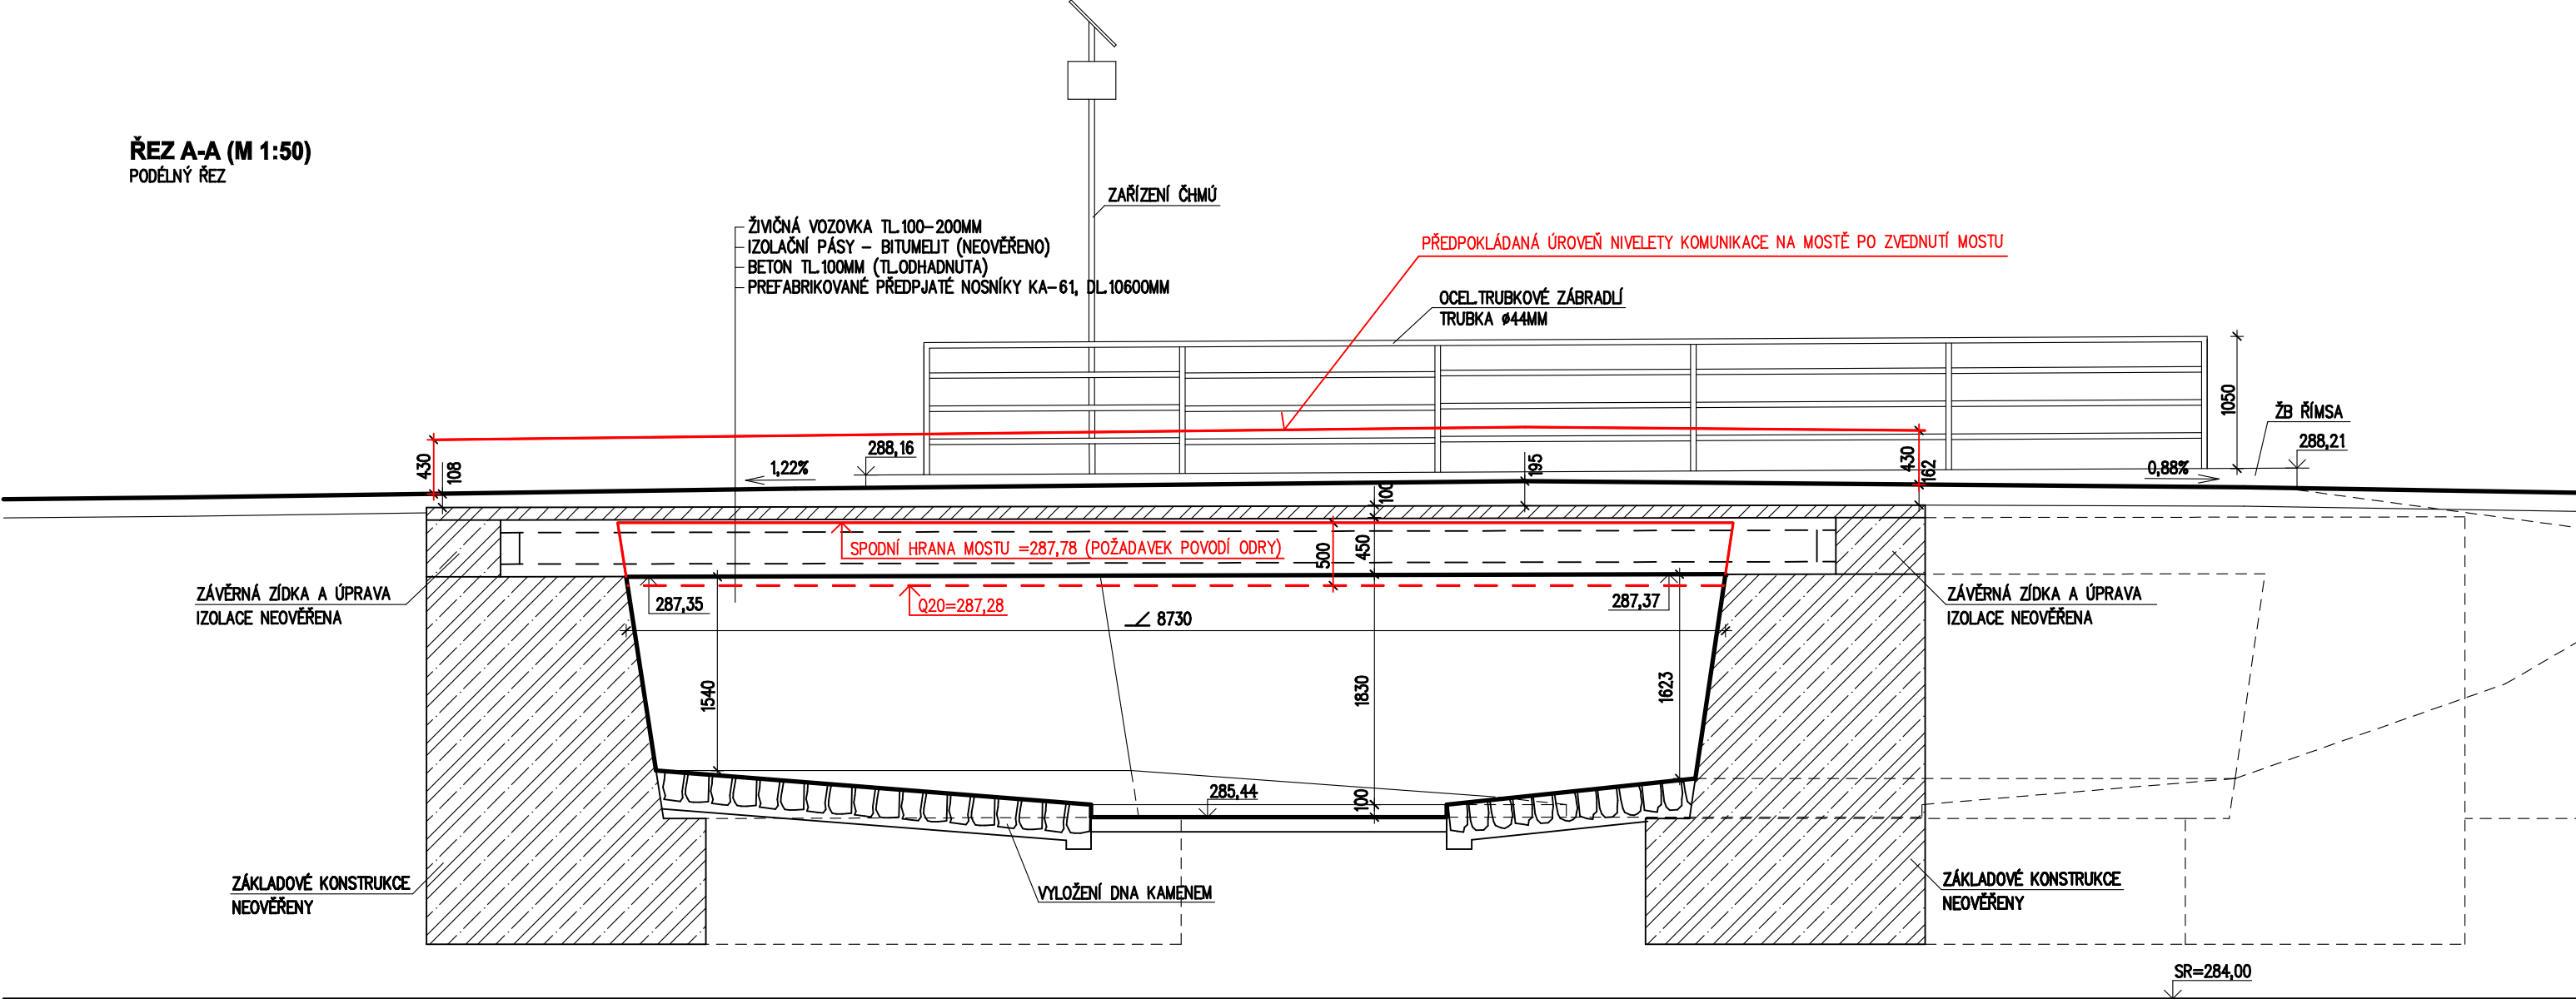 ŘEZ A-A (M 1:50)
PODÉLNÝ ŘEZ
ZAŘÍZENÍ ČHMÚ
ŽIVIČNÁ VOZOVKA TL.100-200MM
IZOLAČNÍ PÁSY - BITUMELIT (NEOVĚŘENO)
BETON TL.100MM (TL.ODHADNUTA)
PREFABRIKOVANÉ PŘEDPJATÉ NOSNÍKY KA-61, DL.10600MM
PŘEDPOKLÁDANÁ ÚROVEŇ NIVELETY KOMUNIKACE NA MOSTĚ PO ZVEDNUTÍ MOSTU
OCEL.TRUBKOVÉ ZÁBRADLÍ
TRUBKA ø44MM
1050
ŽB ŘÍMSA
288,21
288,16
430
108
1,22%
195
430
162
0,88%
100
SPODNÍ HRANA MOSTU =287,78 (POŽADAVEK POVODÍ ODRY)
500
450
ZÁVĚRNÁ ZÍDKA A ÚPRAVA
IZOLACE NEOVĚŘENA
287,35
Q20=287,28
287,37
8730
ZÁVĚRNÁ ZÍDKA A ÚPRAVA
IZOLACE NEOVĚŘENA
1540
1830
1623
285,44
100
ZÁKLADOVÉ KONSTRUKCE
NEOVĚŘENY
VYLOŽENÍ DNA KAMENEM
ZÁKLADOVÉ KONSTRUKCE
NEOVĚŘENY
SR=284,00